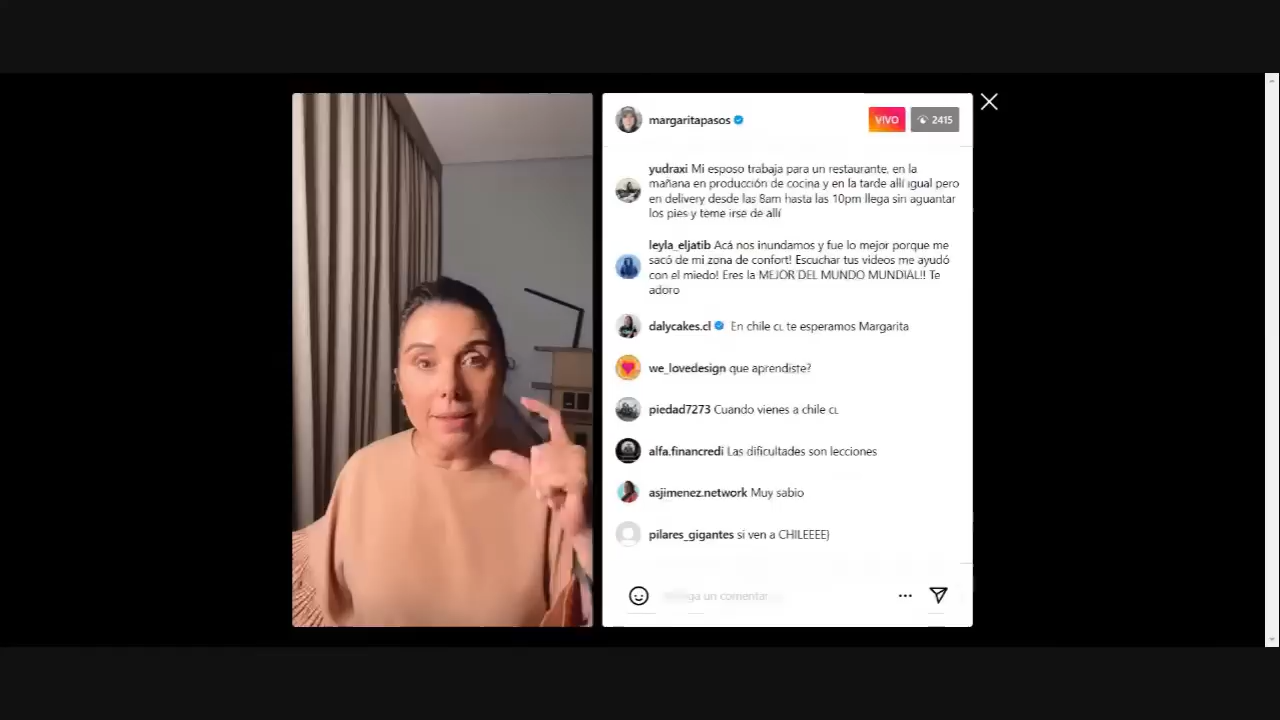 margaritapasos
VIVO
2415
yudraxi Mi esposo trabaja para un restaurante, en la
mañana en producción de cocina y en la tarde allí igual pero
en delivery desde las 8am hasta las 10pm llega sin aguantar
los pies y teme irse de allí
leyla_eljatib Acá nos inundamos y fue lo mejor porque me
sacó de mi zona de confort! Escuchar tus videos me ayudó
con el miedo! Eres la MEJOR DEL MUNDO MUNDIAL!! Te
adoro
dalycakes.cl En chile CL te esperamos Margarita
we_lovedesign que aprendiste?
piedad7273 Cuando vienes a chile CL
alfa.financredi Las dificultades son lecciones
asjimenez.network Muy sabio
pilares_gigantes si ven a CHILEEEE)
un comentar